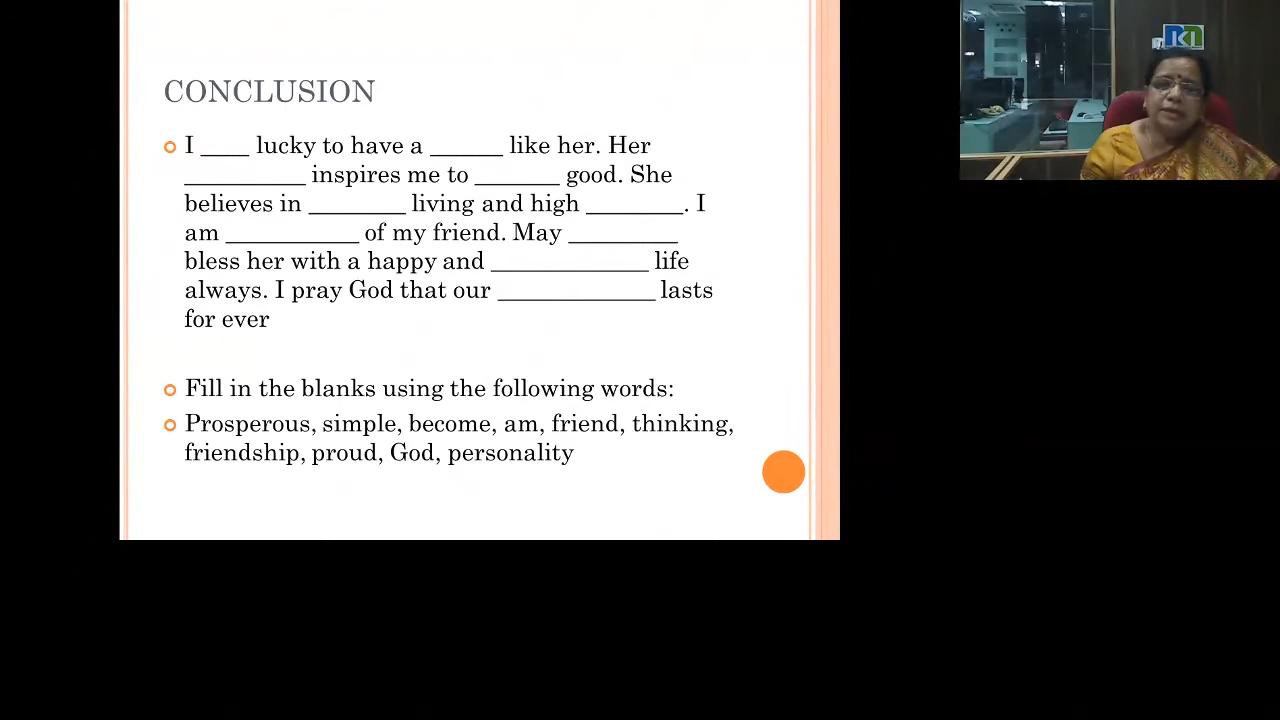 CONCLUSION
I ____ lucky to have a ______ like her. Her
__________ inspires me to _______ good. She
believes in ________ living and high ________. I
am ___________ of my friend. May _________
bless her with a happy and _____________ life
always. I pray God that our _____________ lasts
for ever
Fill in the blanks using the following words:
Prosperous, simple, become, am, friend, thinking,
friendship, proud, God, personality